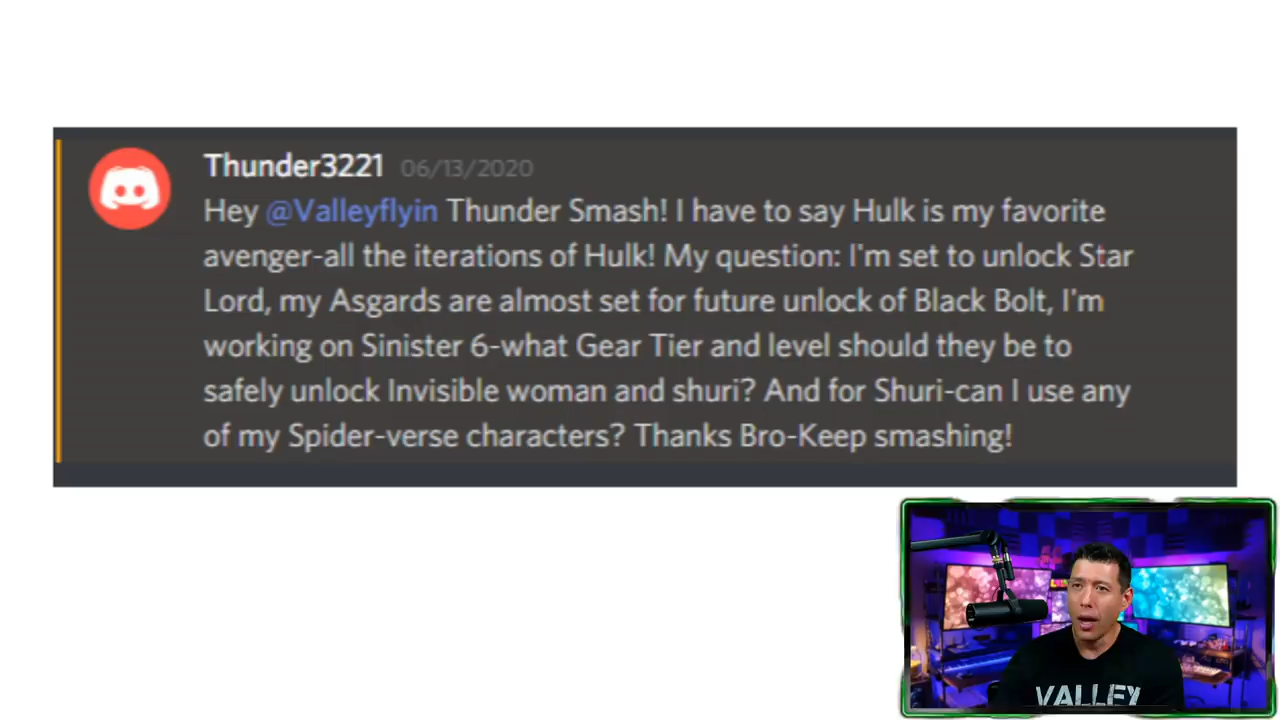 Thunder3221 06/13/2020
Hey @Valleyflyin Thunder Smash! I have to say Hulk is my favorite
avenger-all the iterations of Hulk! My question: I'm set to unlock Star
Lord, my Asgards are almost set for future unlock of Black Bolt, I'm
working on Sinister 6-what Gear Tier and level should they be to
safely unlock Invisible woman and shuri? And for Shuri-can I use any
of my Spider-verse characters? Thanks Bro-Keep smashing!
VALLEY